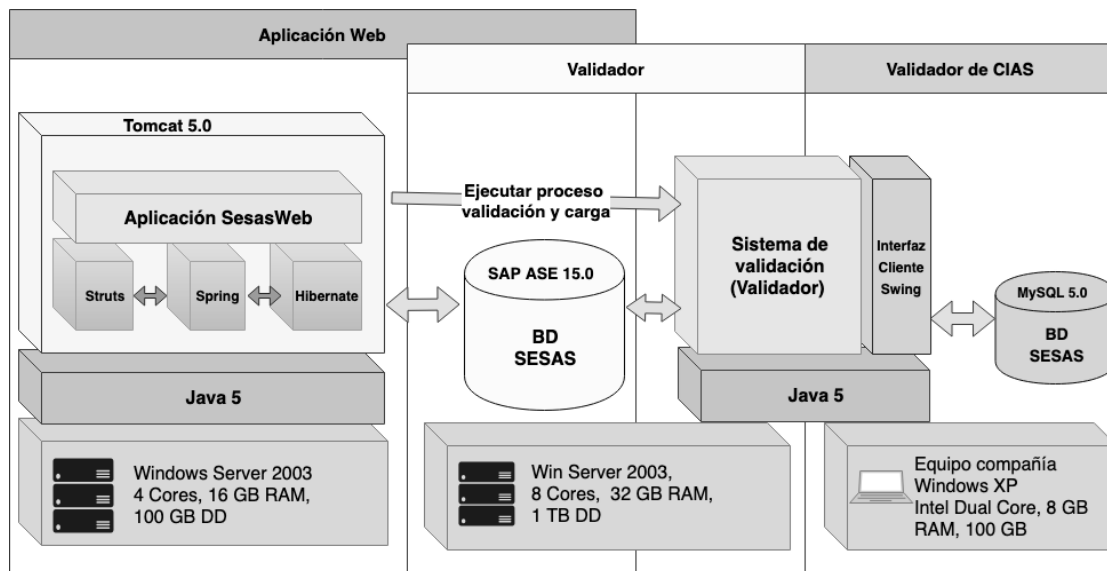 Aplicación Web
Validador
Validador de CIAS
Tomcat 5.0
Aplicación SesasWeb
Struts
Spring
Hibernate
Java 5
Windows Server 2003
4 Cores, 16 GB RAM,
100 GB DD
Ejecutar proceso
validación y carga
SAP ASE 15.0
BD
SESAS
Win Server 2003,
8 Cores, 32 GB RAM,
1 TB DD
Sistema de
validación
(Validador)
Interfaz
Cliente
Swing
Java 5
MySQL 5.0
BD
SESAS
Equipo compañía
Windows XP
Intel Dual Core, 8 GB
RAM, 100 GB